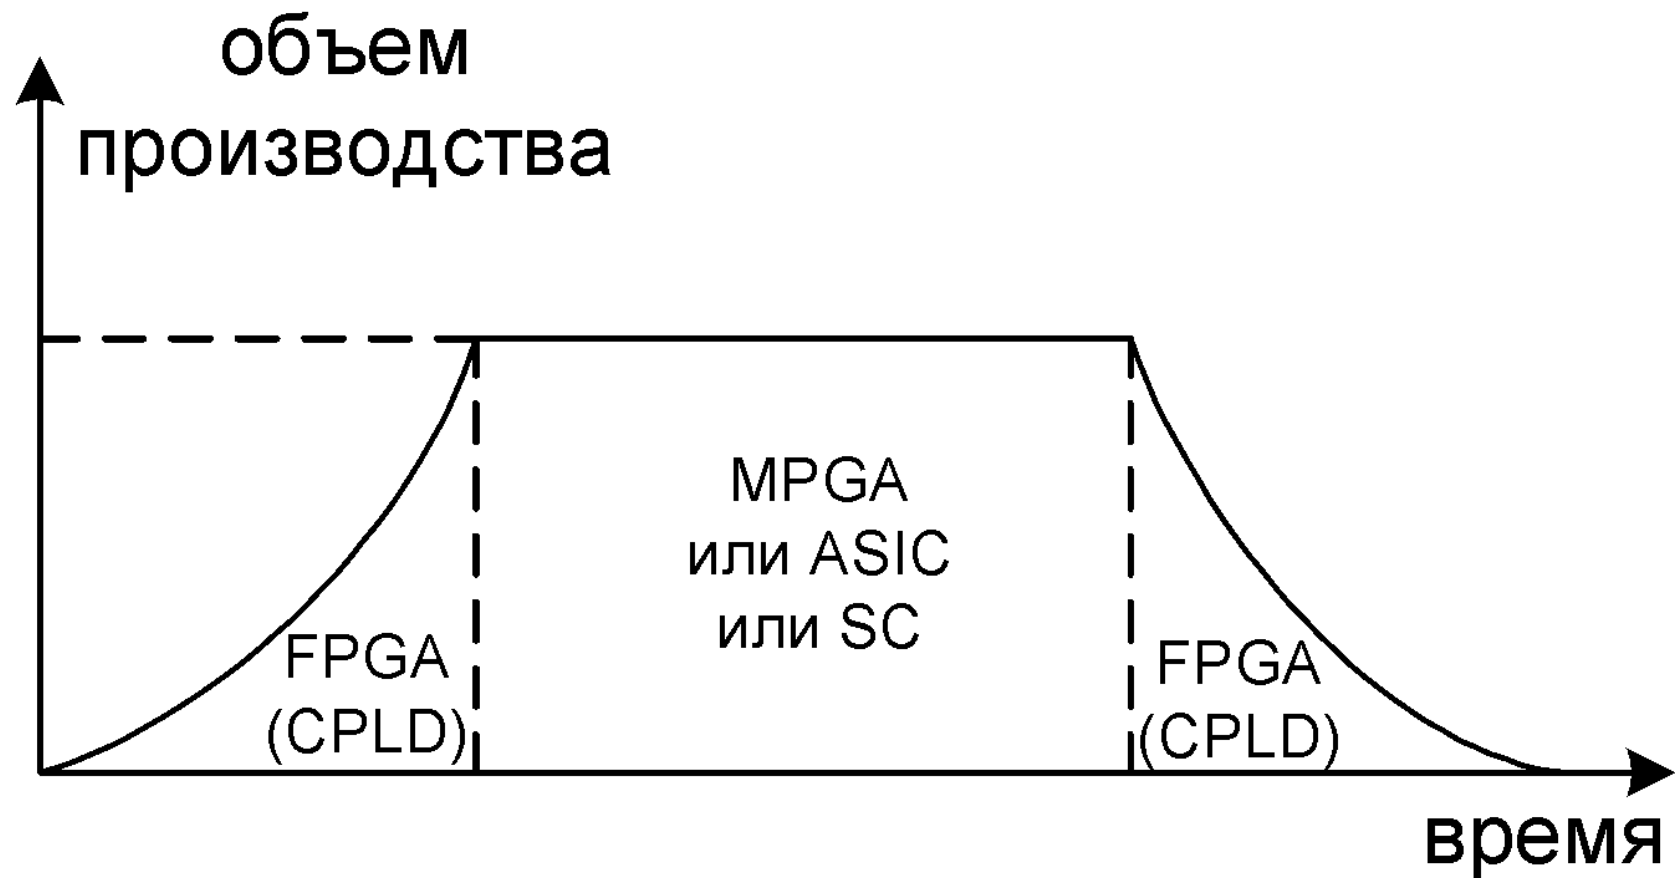 объем
производства
MPGA
или ASIC
или SC
FPGA
(CPLD)
FPGA
(CPLD)
время